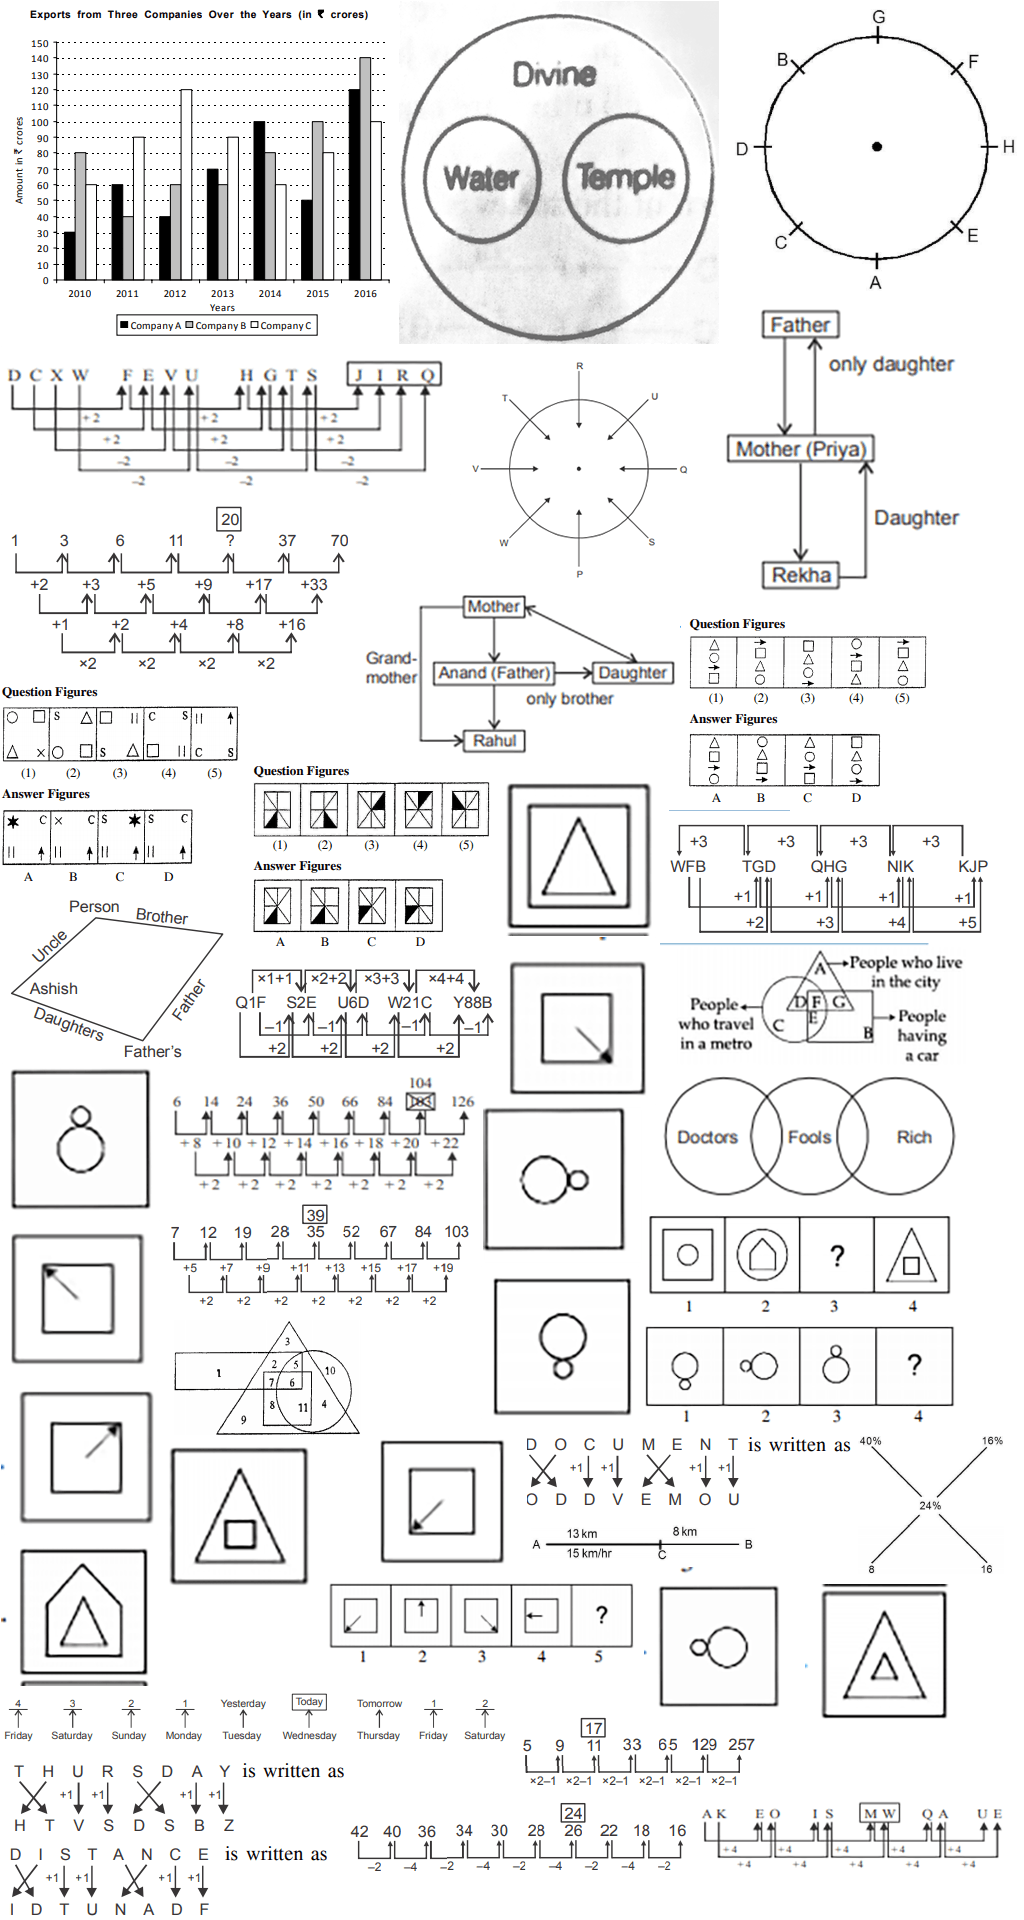 Exports from Three Companies Over the Years (in ₹ crores)
Amount in ₹ crores
150
140
130
120
110
100
90
80
70
60
50
40
30
20
10
0
2010 2011 2012 2013 2014 2015 2016
Years
Company A Company B Company C
Divine
Water Temple
G
B F
D H
C E
A
Father
only daughter
Mother (Priya)
Daughter
Rekha
D C X W F E V U H G T S J I R Q
+2 +2 +2
+2 +2
–2 –2 –2
–2 –2 –2
R
T U
V Q
W S
P
20
1 3 6 11 ? 37 70
+2 +3 +5 +9 +17 +33
+1 +2 +4 +8 +16
×2 ×2 ×2 ×2
Mother
Grand-
mother
Anand (Father) Daughter
only brother
Rahul
Question Figures
(1) (2) (3) (4) (5)
Answer Figures
A B C D
Question Figures
S C S
× S C S
(1) (2) (3) (4) (5)
Answer Figures
C × C S S C
A B C D
Question Figures
(1) (2) (3) (4) (5)
Answer Figures
A B C D
+3 +3 +3 +3
WFB TGD QHG NIK KJP
+1 +1 +1 +1
+2 +3 +4 +5
Person Brother
Uncle
Ashish
Father
Daughters
Father's
×1+1 ×2+2 ×3+3 ×4+4
Q1F S2E U6D W21C Y88B
–1 –1 –1 –1
+2 +2 +2 +2
A People who live
in the city
People
who travel
in a metro
D F G
E
C B
People
having
a car
104
6 14 24 36 50 66 84 103 126
+8 +10 +12 +14 +16 +18 +20 +22
+2 +2 +2 +2 +2 +2 +2
Doctors Fools Rich
39
7 12 19 28 35 52 67 84 103
+5 +7 +9 +11 +13 +15 +17 +19
+2 +2 +2 +2 +2 +2 +2
?
1 2 3 4
3
1 2 5 10
7 6
8 11 4
9
?
1 2 3 4
D O C U M E N T is written as
+1 +1 +1 +1
O D D V E M O U
40% 16%
24%
8 16
13 km 8 km
A B
15 km/hr C
?
1 2 3 4 5
4 3 2 1 Yesterday Today Tomorrow 1 2
Friday Saturday Sunday Monday Tuesday Wednesday Thursday Friday Saturday
17
5 9 11 33 65 129 257
×2–1 ×2–1 ×2–1 ×2–1 ×2–1 ×2–1
T H U R S D A Y is written as
+1 +1 +1 +1
H T V S D S B Z
D I S T A N C E is written as
+1 +1 +1 +1
I D T U N A D F
24
42 40 36 34 30 28 26 22 18 16
–2 –4 –2 –4 –2 –4 –2 –4 –2
A K E O I S M W Q A U E
+4 +4 +4 +4 +4
+4 +4 +4 +4 +4